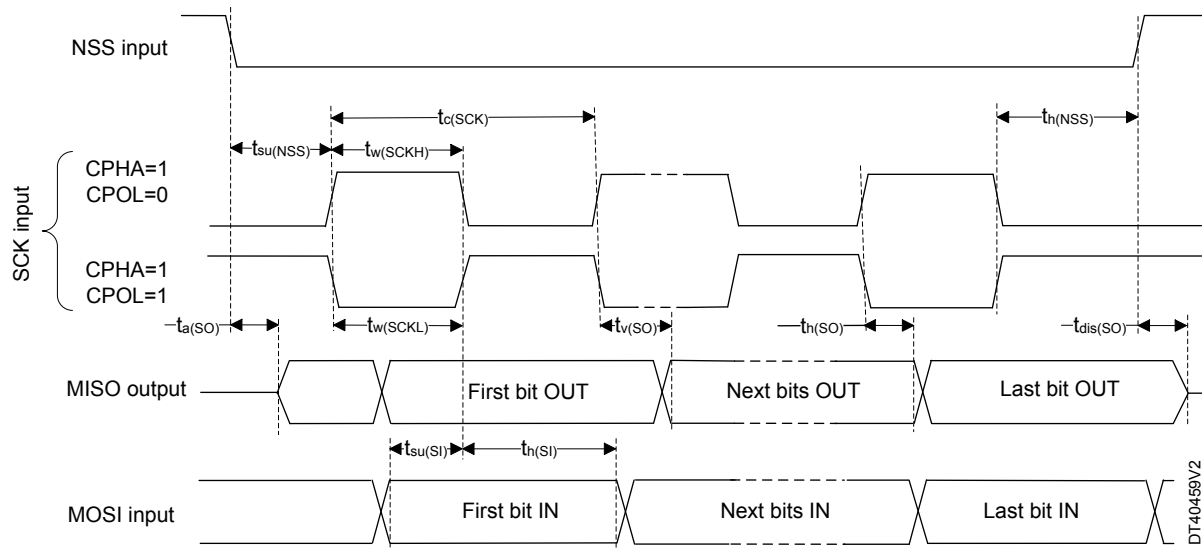 NSS input
tc(SCK)
th(NSS)
tsu(NSS)
tw(SCKH)
SCK input
CPHA=1
CPOL=0
CPHA=1
CPOL=1
ta(SO)
tw(SCKL)
tv(SO)
th(SO)
tdis(SO)
MISO output
First bit OUT
Next bits OUT
Last bit OUT
tsu(SI)
th(SI)
MOSI input
First bit IN
Next bits IN
Last bit IN
DT40459V2